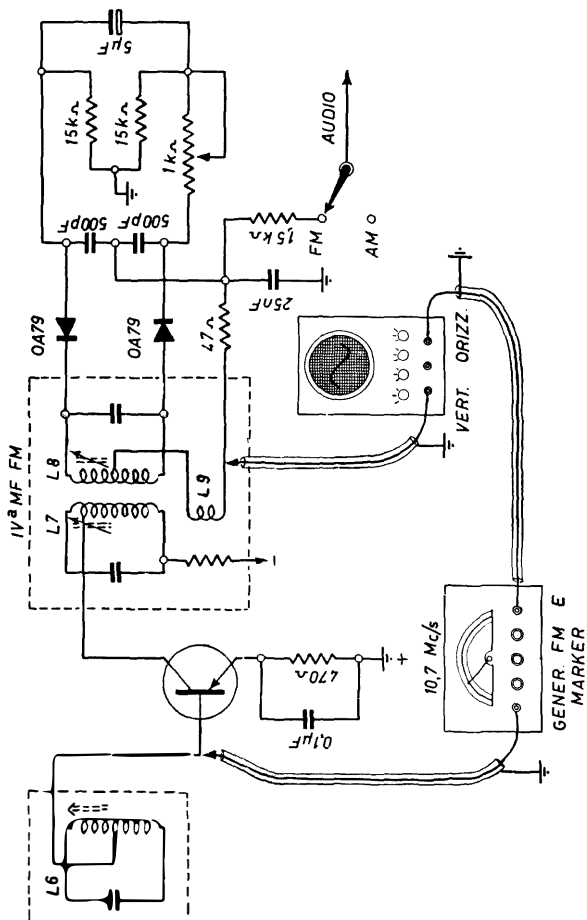 5µF
15kΩ
15kΩ
1kΩ
500pF
500pF
OA79
OA79
1,5kΩ
FM
AM
AUDIO
25nF
47Ω
IVª MF FM
L8
L7
L9
VERT. ORIZZ.
470Ω
+
0,1µF
-
L6
10,7 Mc/s
GENER. FM E
MARKER